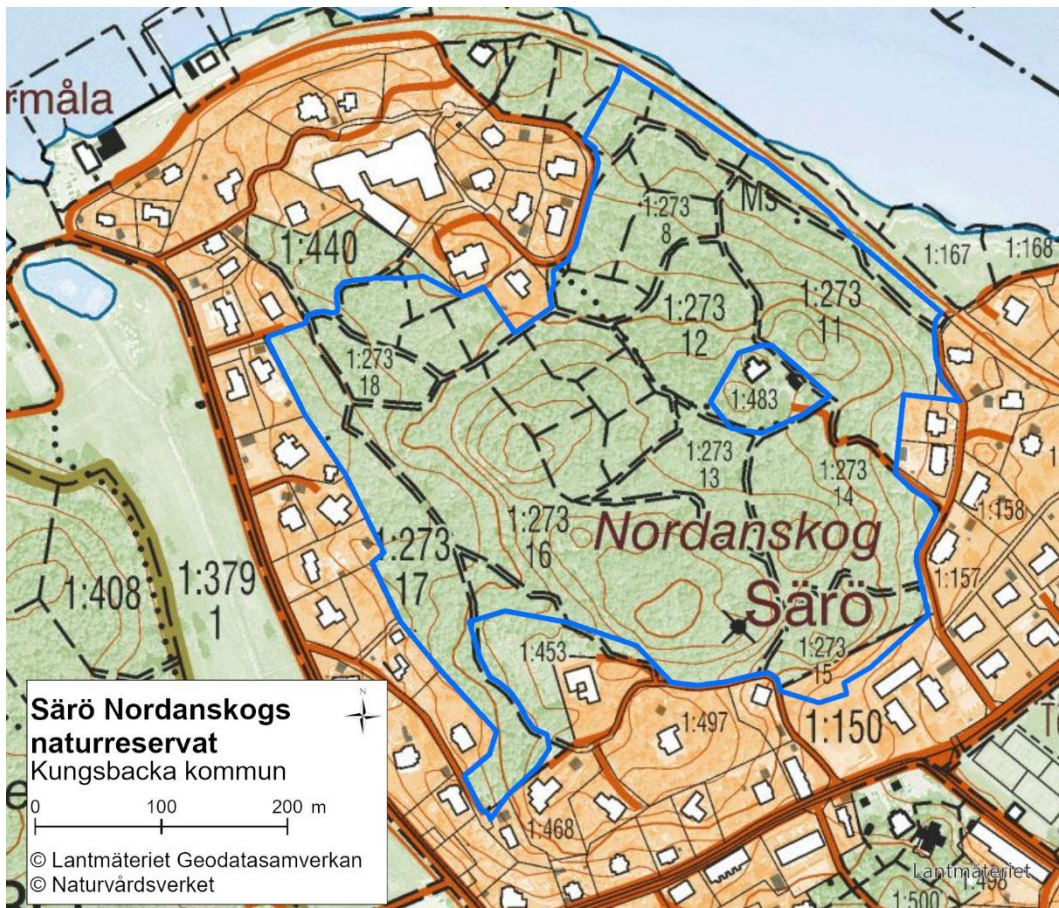 rmåla
1:440
1:273
8
M3
1:167
1:168
1:273
12
1:273
11
1:273
18
1:483
1:273
13
1:273
14
1:158
1:273
16
Nordanskog
1:273
17
1:408
1:379
1
1:157
Särö
1:273
15
1:453
1:497
1:150
1:468
Särö Nordanskogs
naturreservat
Kungsbacka kommun
N
0 100 200 m
© Lantmäteriet Geodatasamverkan
© Naturvårdsverket
Lantmäteriet
1:498
1:500